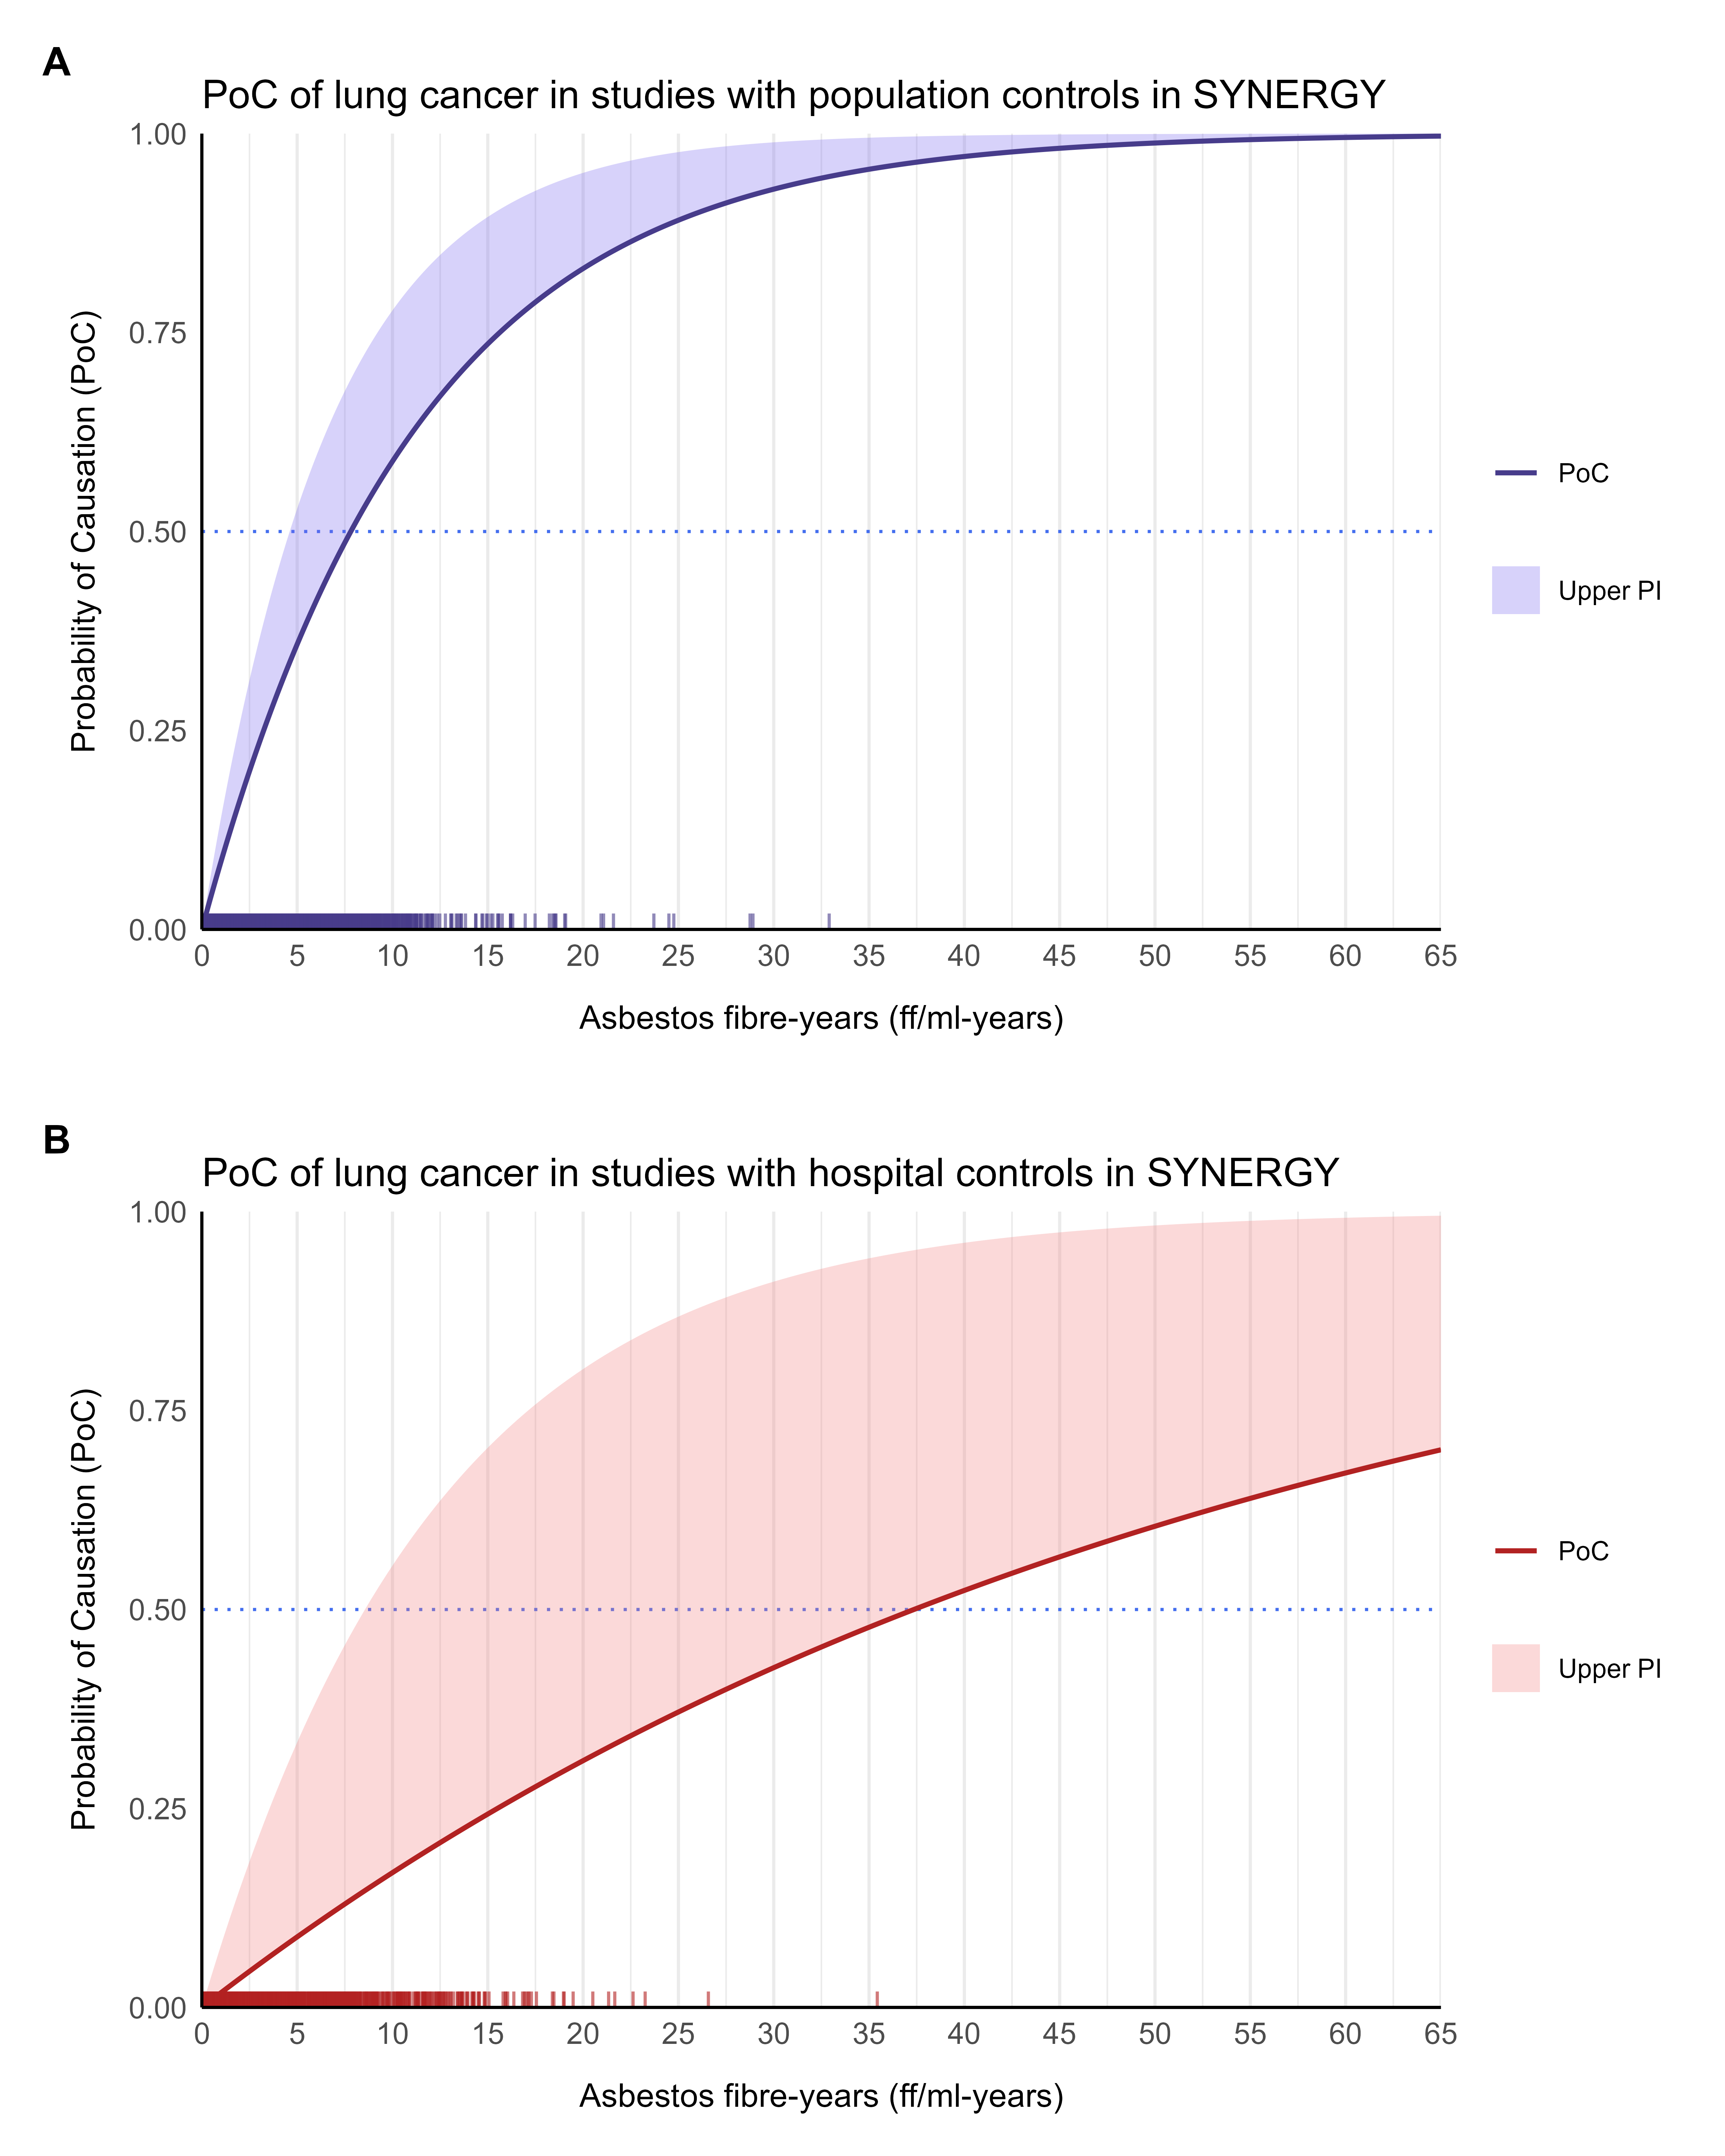 A
PoC of lung cancer in studies with population controls in SYNERGY
1.00
0.75
0.50
0.25
0.00
Probability of Causation (PoC)
0 5 10 15 20 25 30 35 40 45 50 55 60 65
Asbestos fibre-years (ff/ml-years)
PoC
Upper PI
B
PoC of lung cancer in studies with hospital controls in SYNERGY
1.00
0.75
0.50
0.25
0.00
Probability of Causation (PoC)
0 5 10 15 20 25 30 35 40 45 50 55 60 65
Asbestos fibre-years (ff/ml-years)
PoC
Upper PI